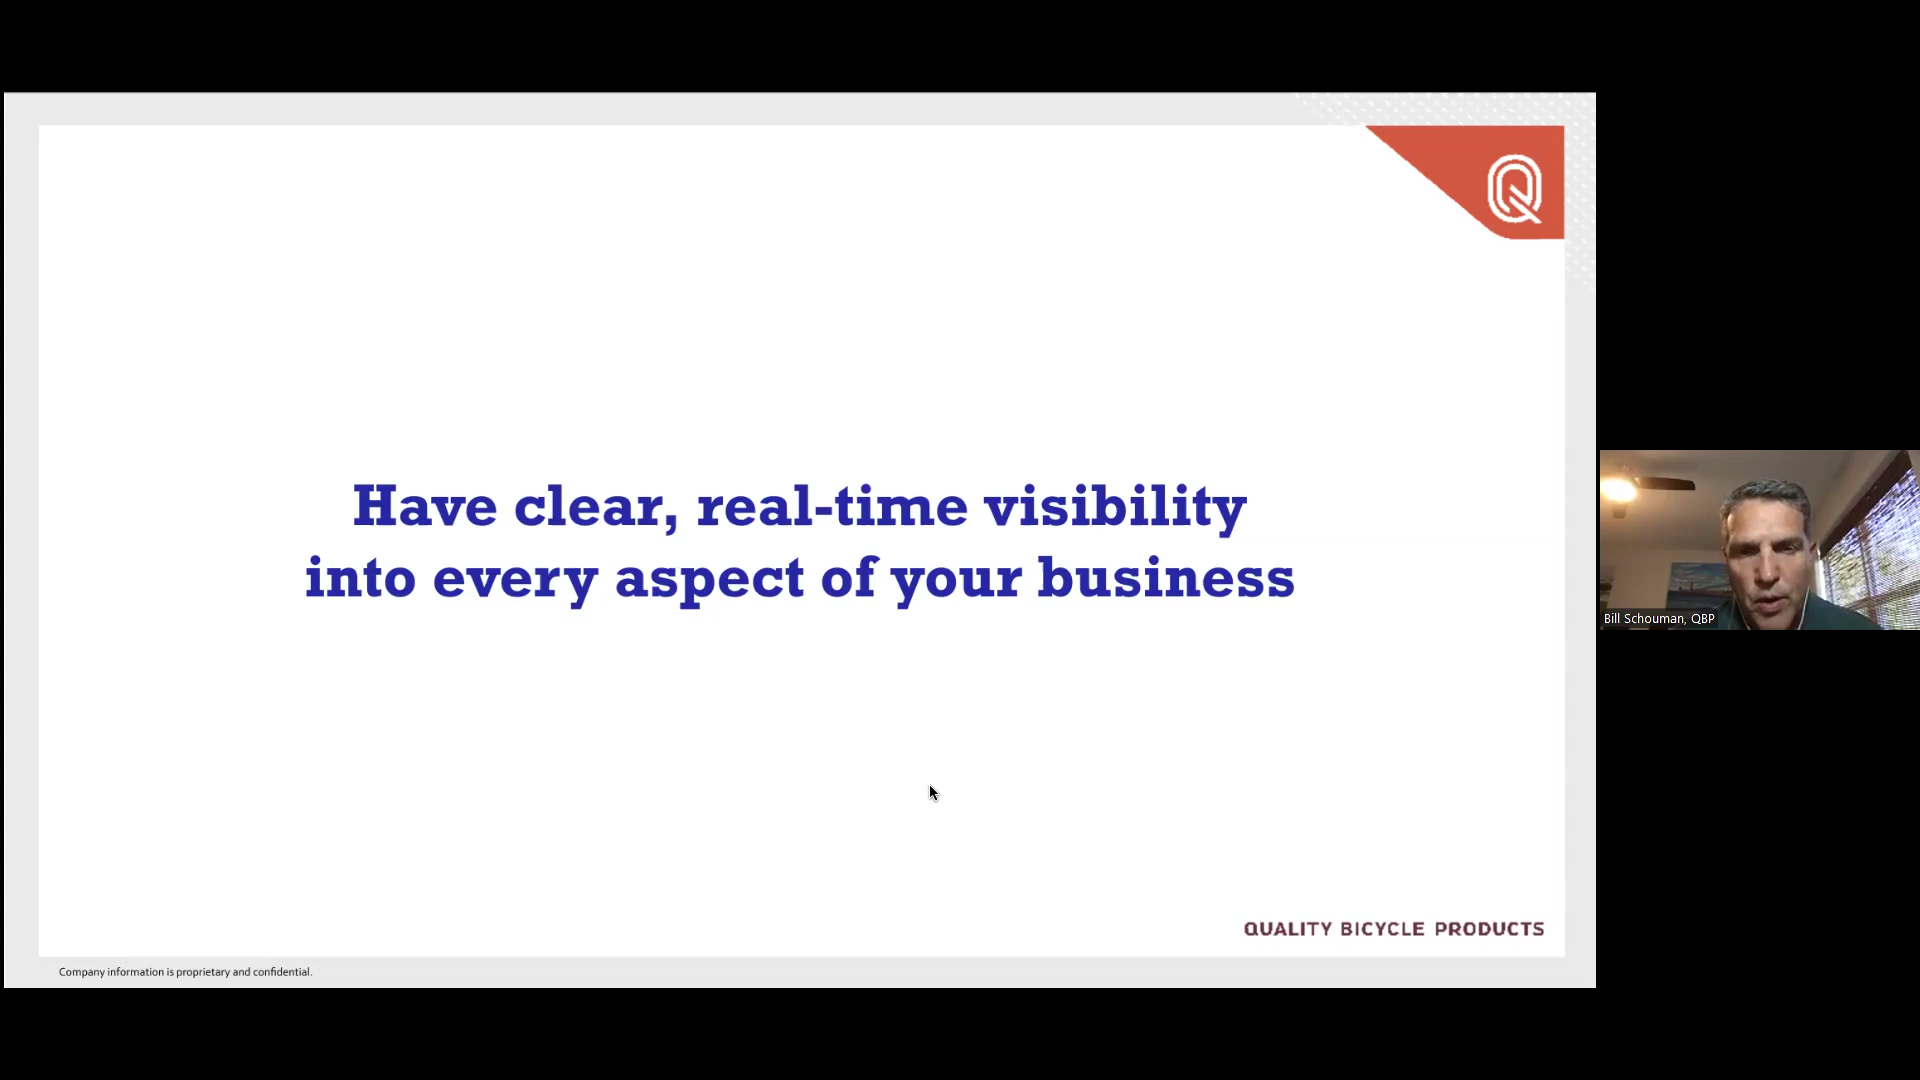 Q
Have clear, real-time visibility
into every aspect of your business
Bill Schouman, QBP
QUALITY BICYCLE PRODUCTS
Company information is proprietary and confidential.